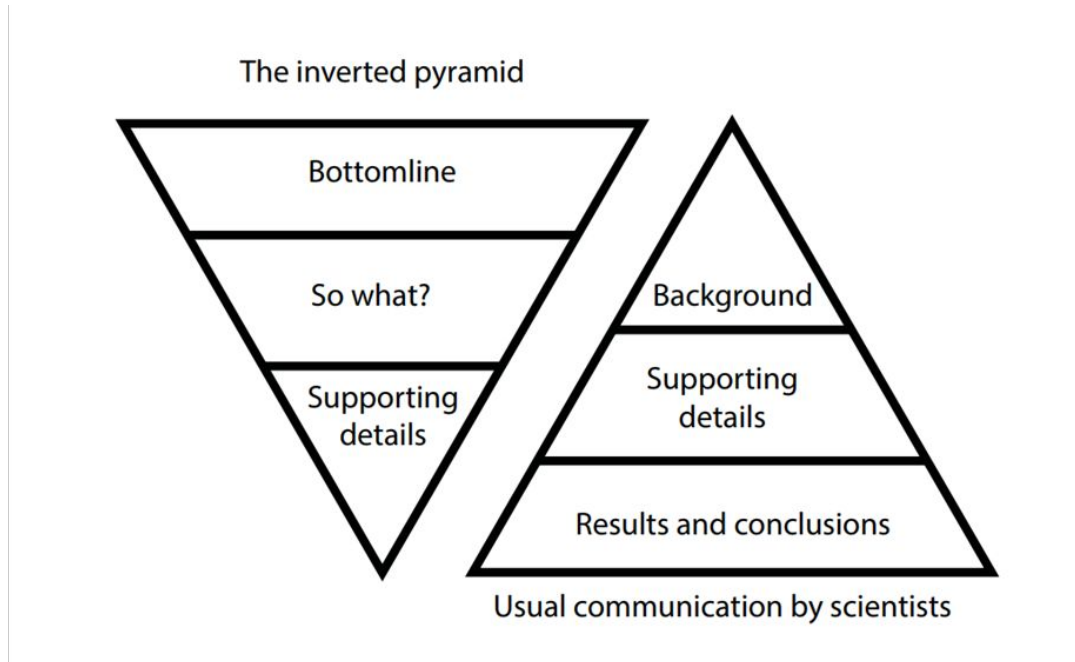 The inverted pyramid
Bottomline
So what?
Supporting
details
Background
Supporting
details
Results and conclusions
Usual communication by scientists